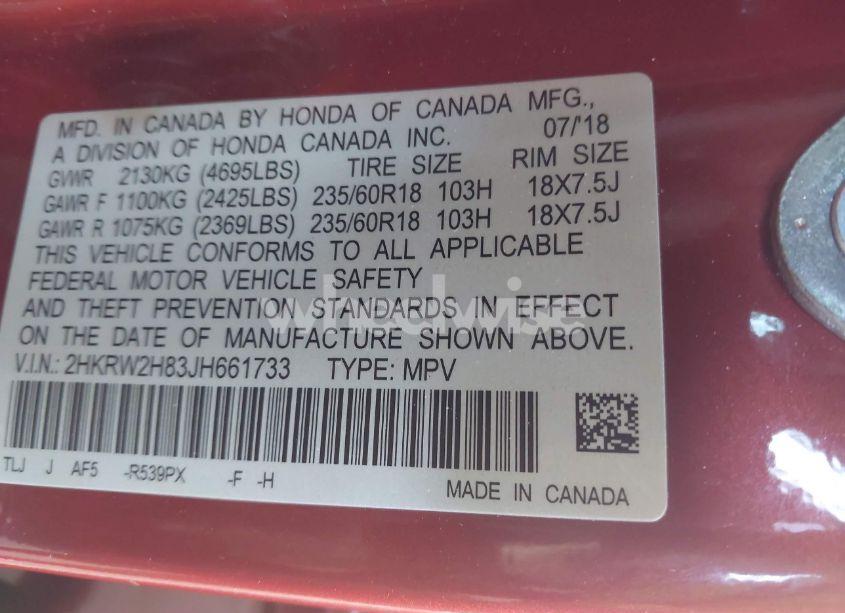 MFD. IN CANADA BY HONDA OF CANADA MFG.,
A DIVISION OF HONDA CANADA INC. 07/'18
GVWR 2130KG (4695LBS) TIRE SIZE RIM SIZE
GAWR F 1100KG (2425LBS) 235/60R18 103H 18X7.5J
GAWR R 1075KG (2369LBS) 235/60R18 103H 18X7.5J
THIS VEHICLE CONFORMS TO ALL APPLICABLE
FEDERAL MOTOR VEHICLE SAFETY
AND THEFT PREVENTION STANDARDS IN EFFECT
ON THE DATE OF MANUFACTURE SHOWN ABOVE.
V.I.N.: 2HKRW2H83JH661733 TYPE: MPV
TLJ J AF5 -R539PX -F -H
MADE IN CANADA
wheelwise